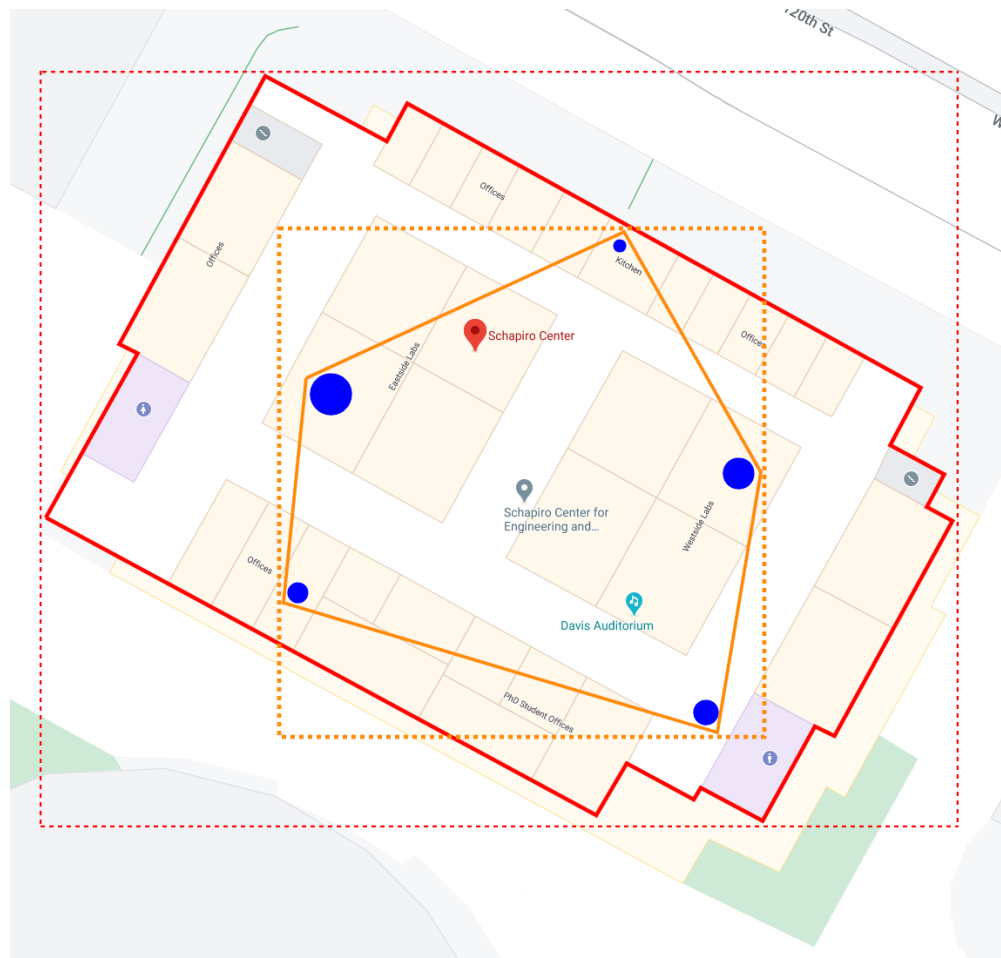 120th St
W
Offices
Kitchen
Offices
Schapiro Center
Eastside Labs
Offices
Schapiro Center for
Engineering and...
Westside Labs
Offices
Davis Auditorium
PhD Student Offices